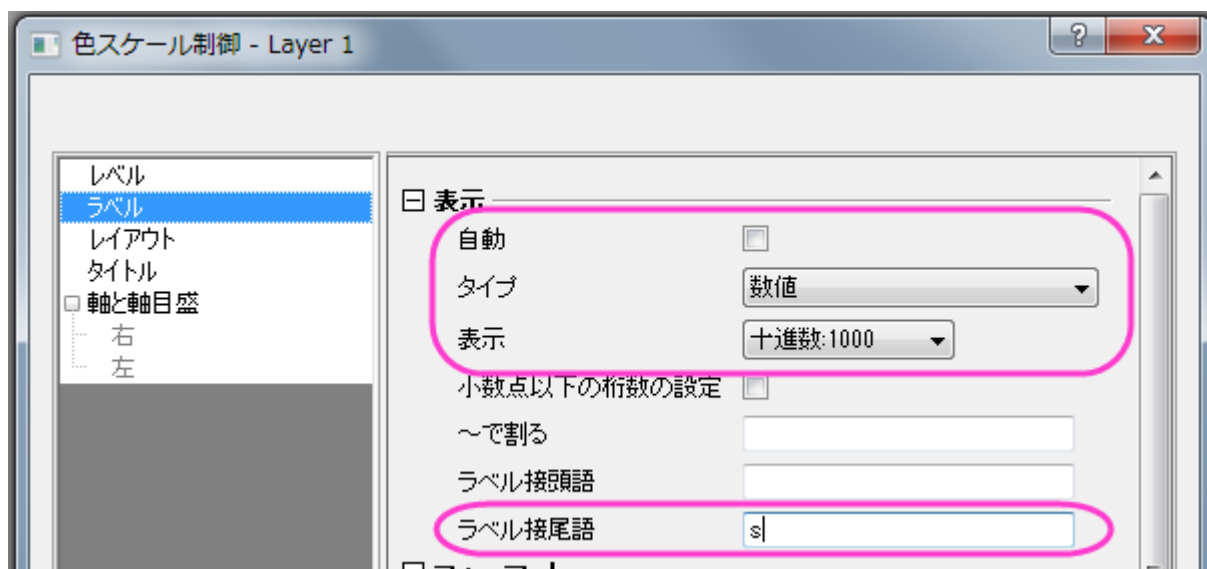 色スケール制御 - Layer 1
?
レベル
ラベル
レイアウト
タイトル
軸と軸目盛
右
左
表示
自動
タイプ 数値
表示 十進数:1000
小数点以下の桁数の設定
～で割る
ラベル接頭語
ラベル接尾語 s